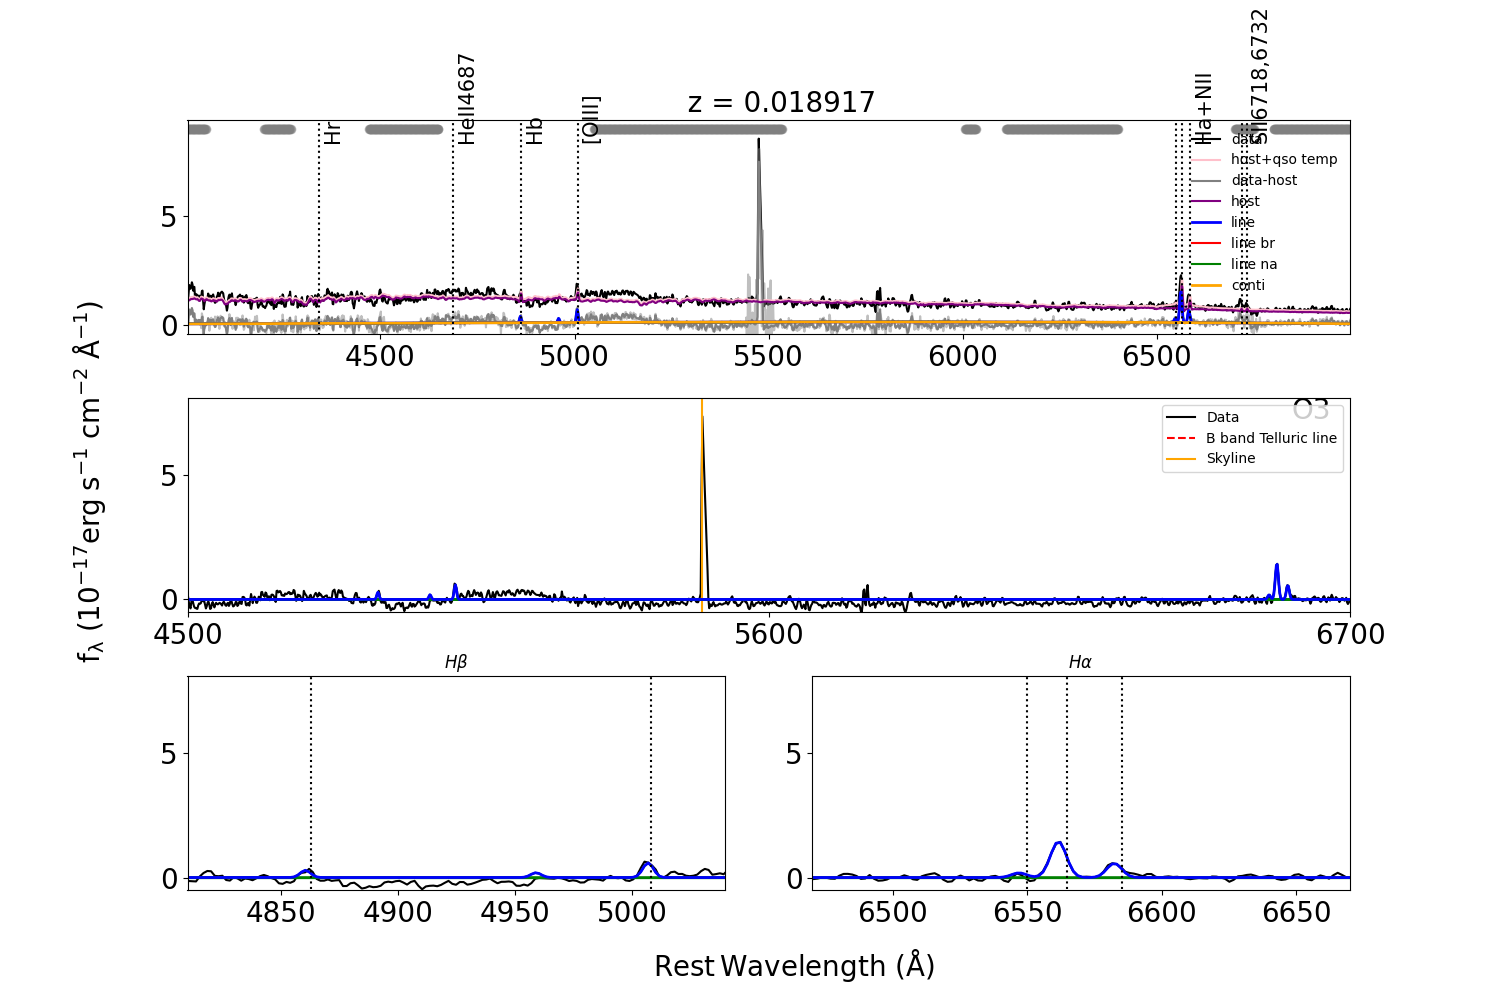 z = 0.018917
Hr
HeII4687
Hb
[OIII]
Ha+NII
SII6718,6732
data
host+qso temp
data-host
host
line
line br
line na
conti
5
0
4500 5000 5500 6000 6500
O3
Data
B band Telluric line
Skyline
5
0
4500 5600 6700
fλ (10⁻¹⁷erg s⁻¹ cm⁻² Å⁻¹)
Hβ
5
0
4850 4900 4950 5000
Hα
5
0
6500 6550 6600 6650
Rest Wavelength (Å)